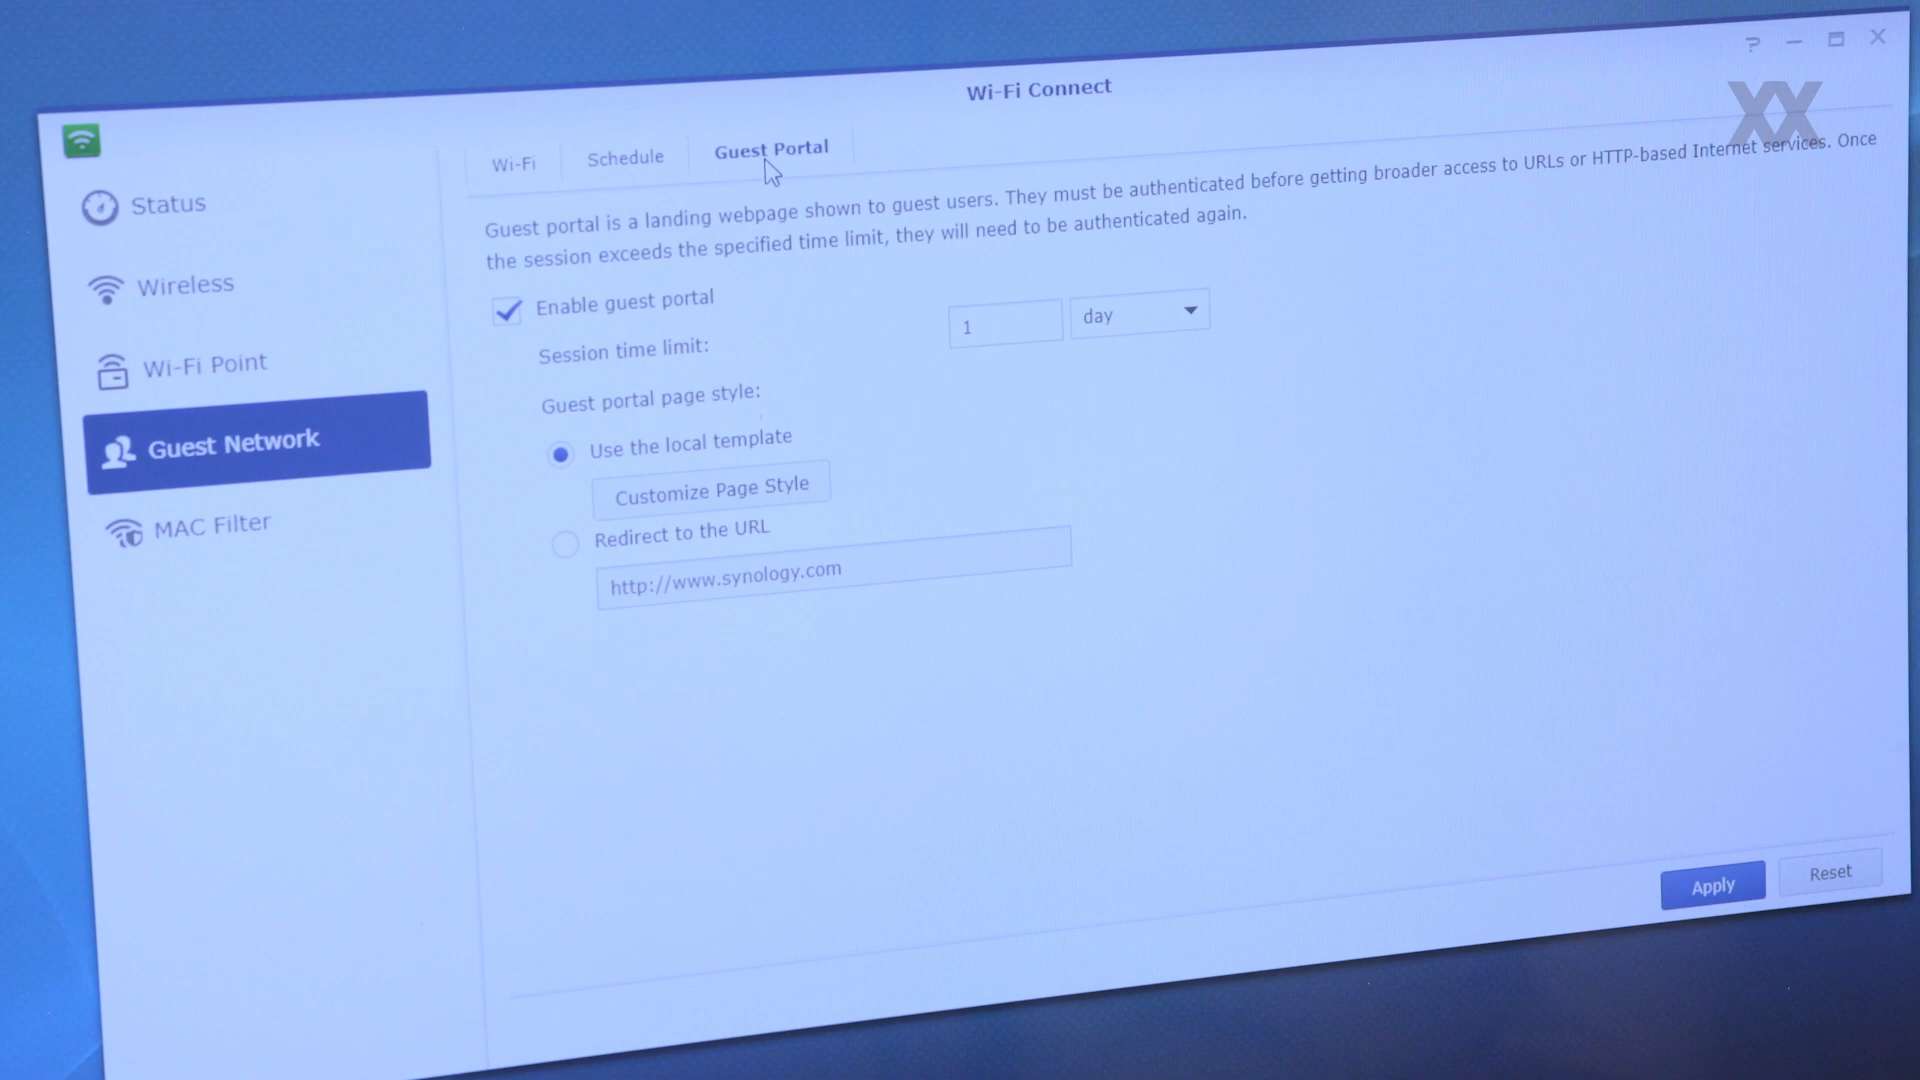 Wi-Fi Connect
Status
Wireless
Wi-Fi Point
Guest Network
MAC Filter
Wi-Fi
Schedule
Guest Portal
Guest portal is a landing webpage shown to guest users. They must be authenticated before getting broader access to URLs or HTTP-based Internet services. Once
the session exceeds the specified time limit, they will need to be authenticated again.
Enable guest portal
Session time limit:
1
day
Guest portal page style:
Use the local template
Customize Page Style
Redirect to the URL
http://www.synology.com
Apply
Reset
XX